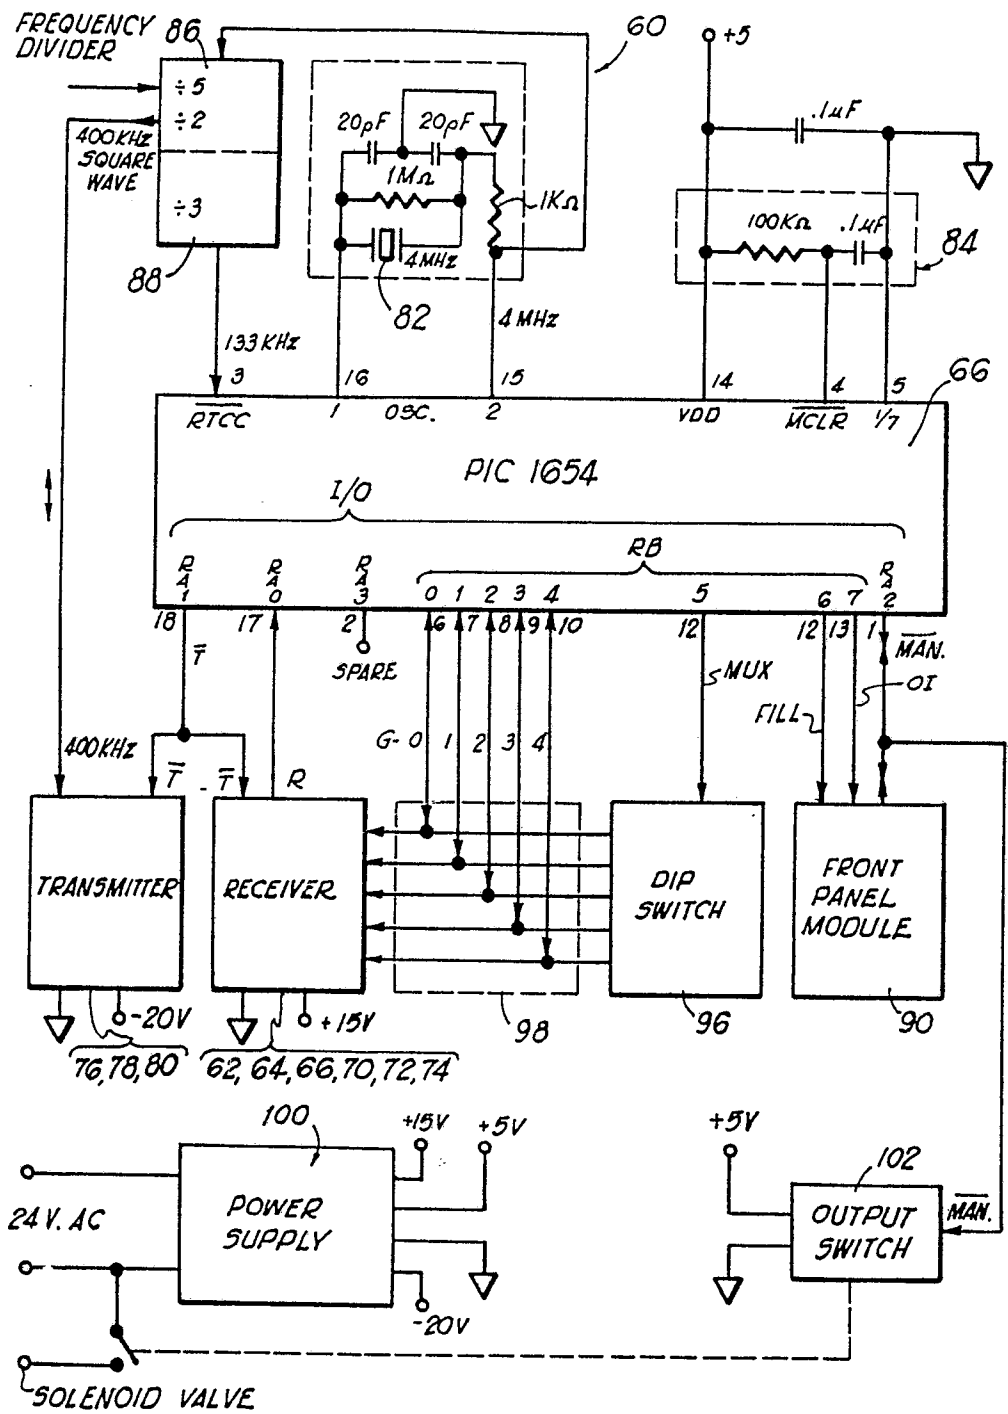 FREQUENCY
DIVIDER
86
60
+5
÷5
÷2
400KHz
SQUARE
WAVE
÷3
88
20pF 20pF
1MΩ
1KΩ
4MHz
82
.1µF
100KΩ .1µF
84
133KHz
4MHz
3 16 15 14 4 5
66
RTCC 1 OSC. 2 VDD MCLR 1/7
PIC 1654
I/O
RB
RA1 RA0 RA3 0 1 2 3 4 5 6 7 RA2
18 17 2 6 7 8 9 10 12 12 13 1
T
SPARE
MUX
MAN.
OI
FILL
G- 0 1 2 3 4
400KHz
T T R
TRANSMITTER
RECEIVER
DIP
SWITCH
FRONT
PANEL
MODULE
-20V
+15V
98
96
90
76,78,80
62, 64,66,70,72,74
100
+15V
+5V
+5V
102
24 V. AC
POWER
SUPPLY
OUTPUT
SWITCH
MAN.
-20V
SOLENOID VALVE